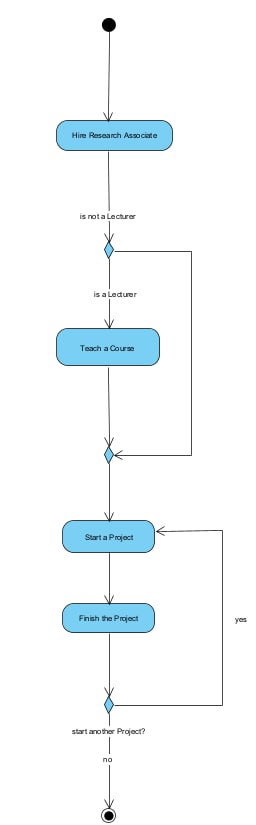 Hire Research Associate
is not a Lecturer
is a Lecturer
Teach a Course
Start a Project
Finish the Project
yes
start another Project?
no